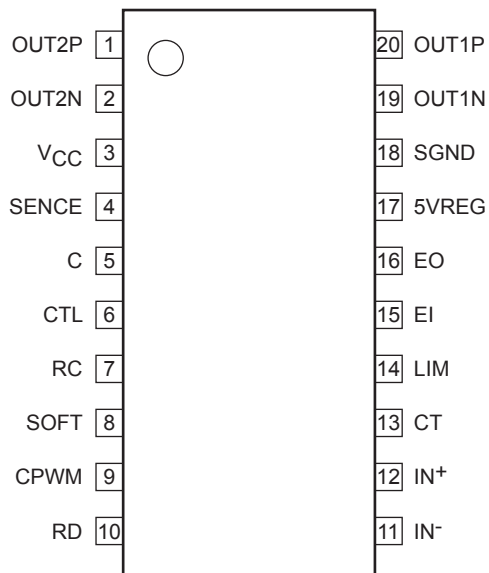 OUT2P 1 20 OUT1P
OUT2N 2 19 OUT1N
VCC 3 18 SGND
SENCE 4 17 5VREG
C 5 16 EO
CTL 6 15 EI
RC 7 14 LIM
SOFT 8 13 CT
CPWM 9 12 IN+
RD 10 11 IN-